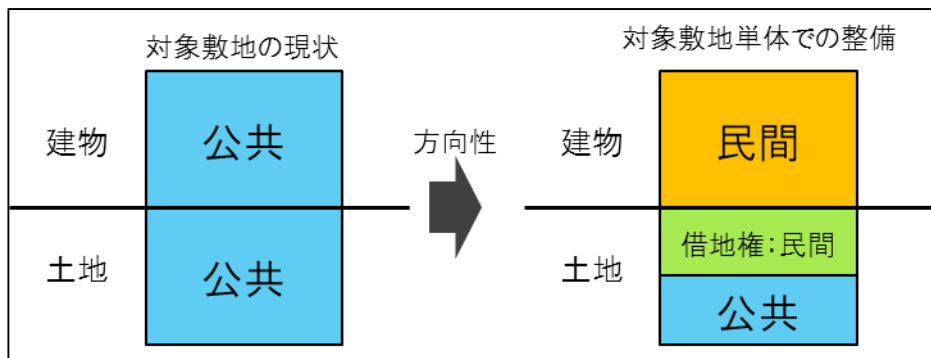 対象敷地の現状
建物
公共
土地
公共
方向性
対象敷地単体での整備
建物
民間
土地
借地権：民間
公共